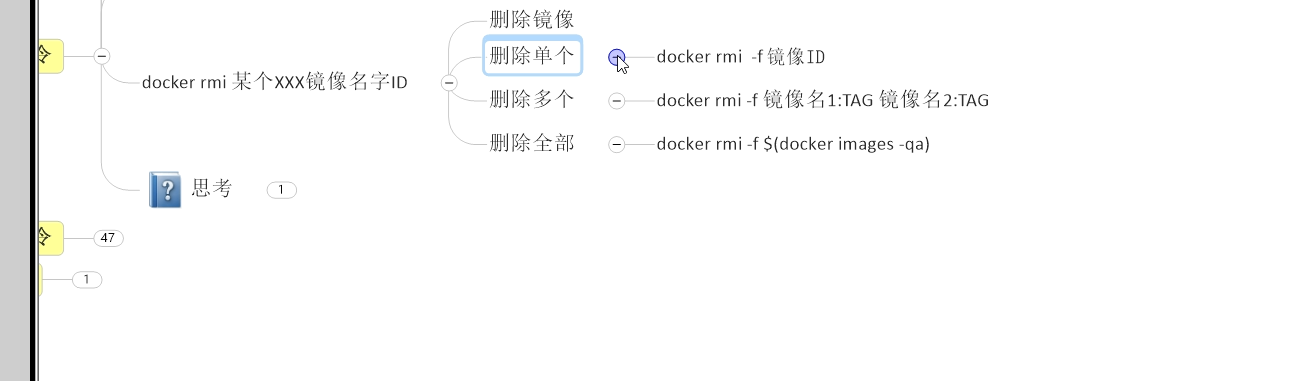 删除镜像
令
删除单个
docker rmi -f 镜像ID
docker rmi 某个XXX镜像名字ID
删除多个
docker rmi -f 镜像名1:TAG 镜像名2:TAG
删除全部
docker rmi -f $(docker images -qa)
思考
1
令
47
1